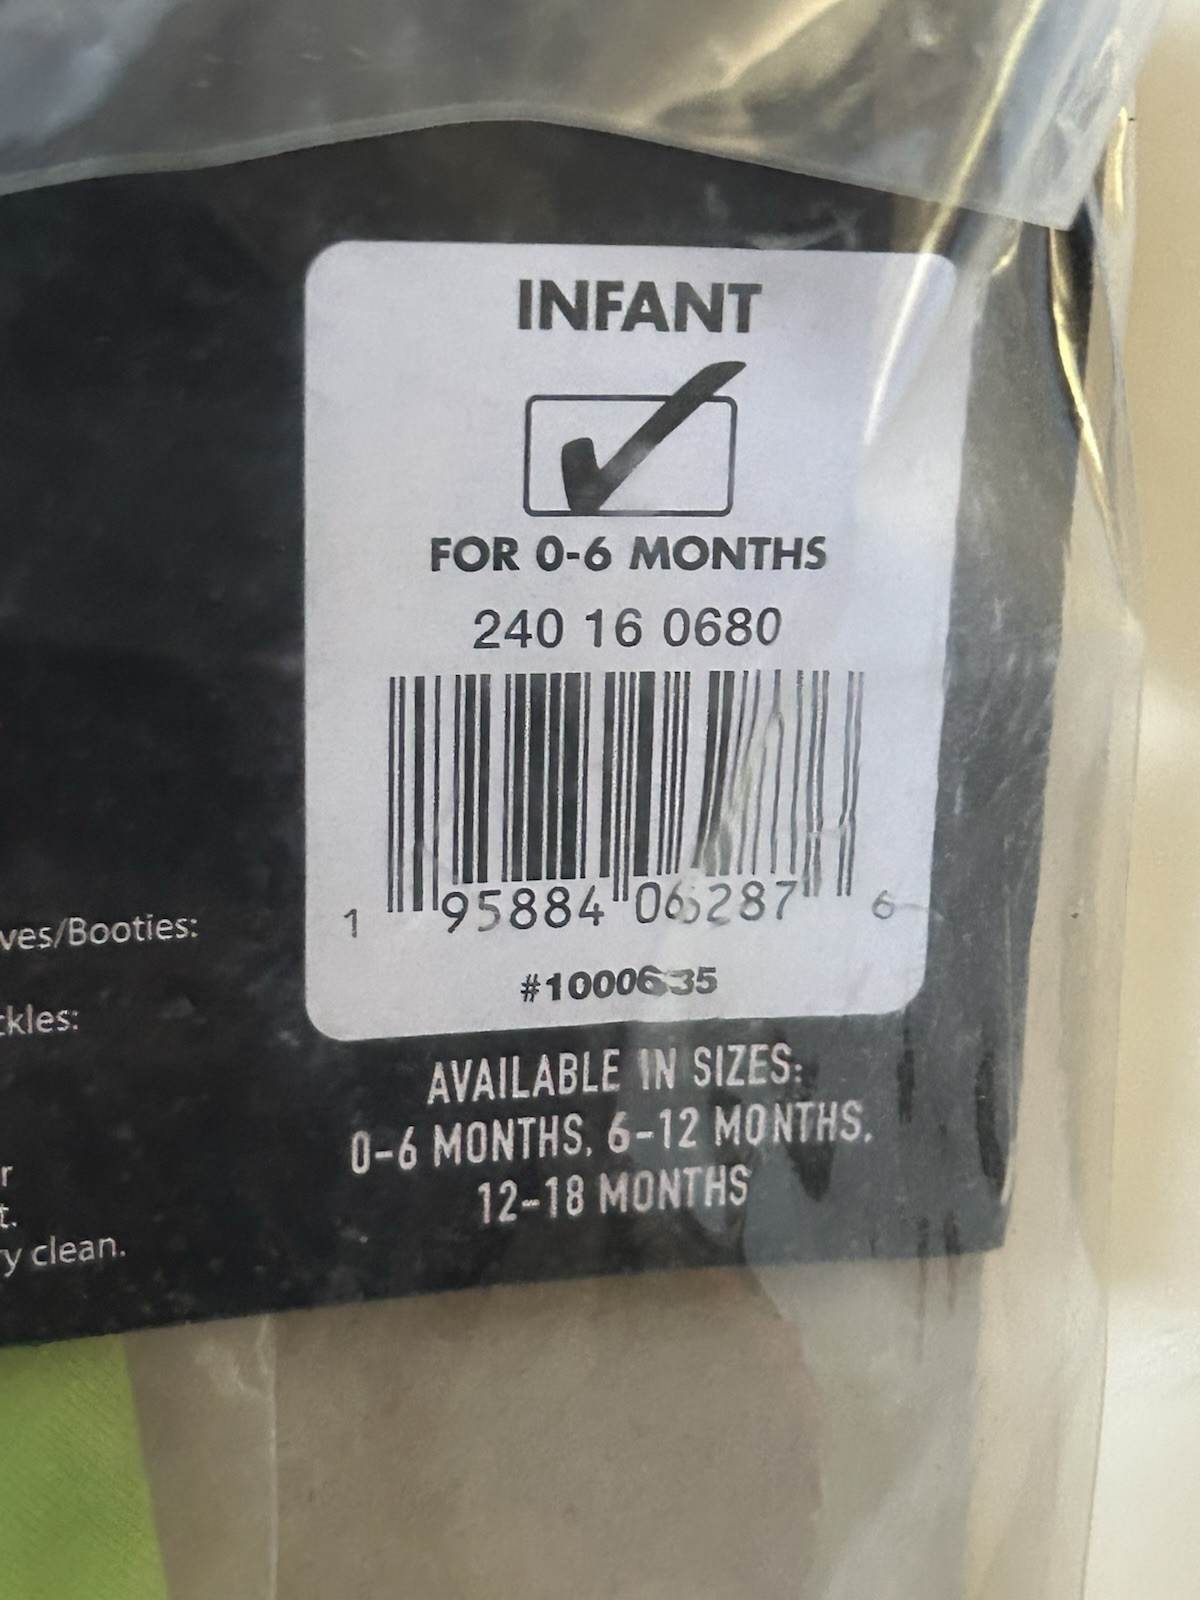 INFANT
FOR 0-6 MONTHS
240 16 0680
1 95884 06287 6
#1000635
AVAILABLE IN SIZES:
0-6 MONTHS, 6-12 MONTHS,
12-18 MONTHS
ves/Booties:
ckles:
r
t.
y clean.